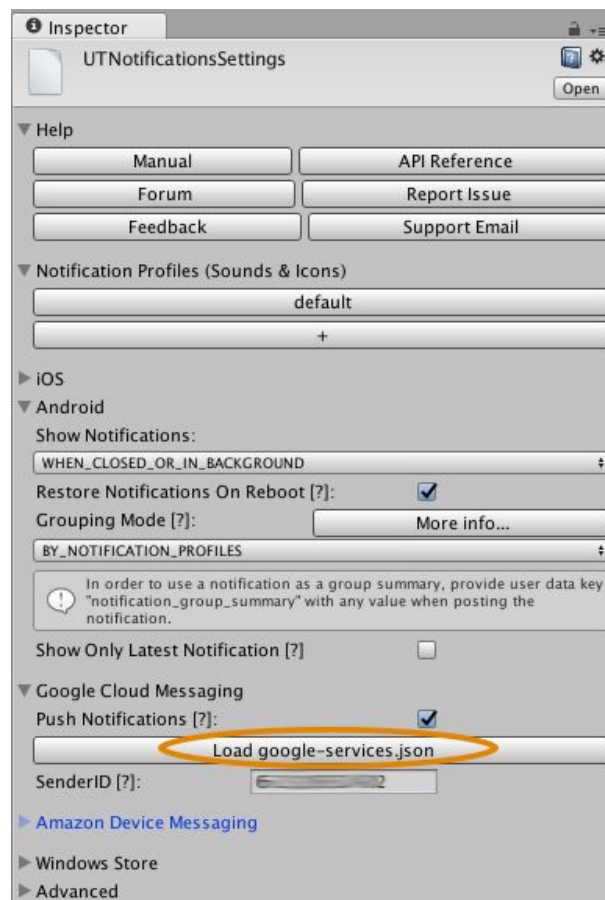 Inspector
UTNotificationsSettings
Open
Help
Manual API Reference
Forum Report Issue
Feedback Support Email
Notification Profiles (Sounds & Icons)
default
+
iOS
Android
Show Notifications:
WHEN_CLOSED_OR_IN_BACKGROUND
Restore Notifications On Reboot [?]:
Grouping Mode [?]: More info...
BY_NOTIFICATION_PROFILES
In order to use a notification as a group summary, provide user data key
"notification_group_summary" with any value when posting the
notification.
Show Only Latest Notification [?]
Google Cloud Messaging
Push Notifications [?]:
Load google-services.json
SenderID [?]:
Amazon Device Messaging
Windows Store
Advanced